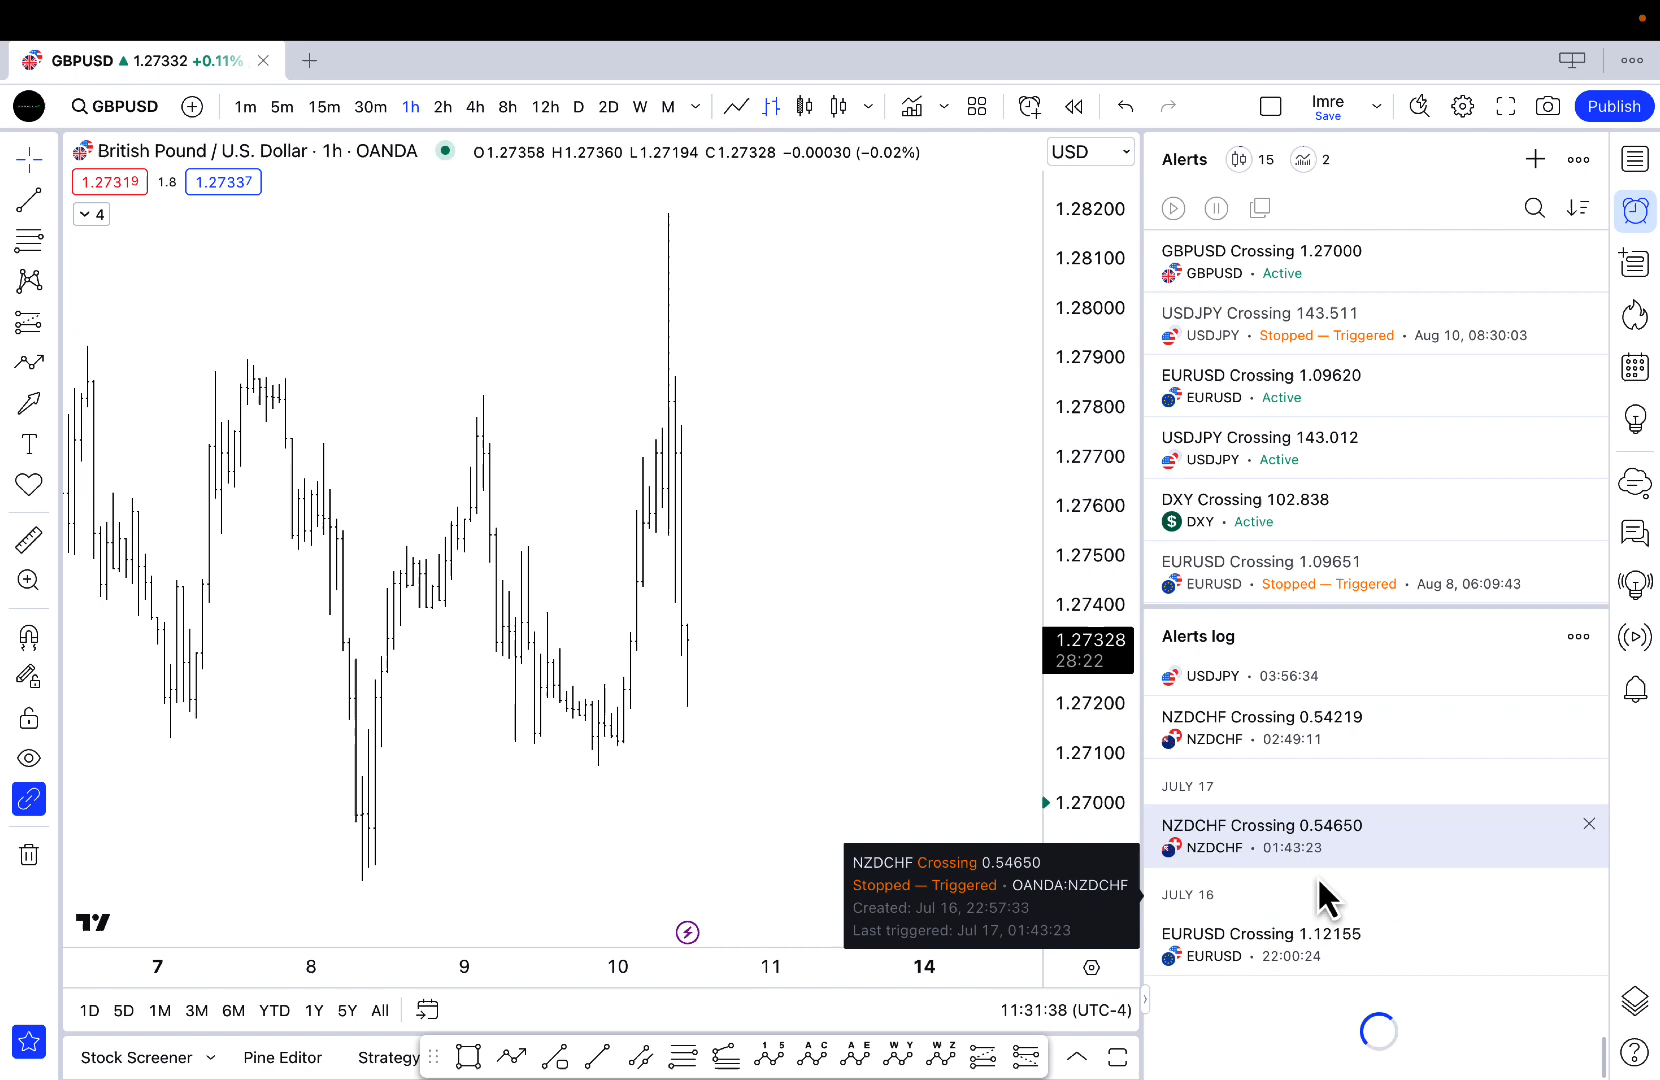 GBPUSD ▲ 1.27332 +0.11%
GBPUSD 1m 5m 15m 30m 1h 2h 4h 8h 12h D 2D W M Imre Publish
Save
British Pound / U.S. Dollar · 1h · OANDA O1.27358 H1.27360 L1.27194 C1.27328 −0.00030 (−0.02%) USD
1.27319 1.8 1.27337
4
1.28200
1.28100
1.28000
1.27900
1.27800
1.27700
1.27600
1.27500
1.27400
1.27328
28:22
1.27200
1.27100
1.27000
NZDCHF Crossing 0.54650
Stopped — Triggered · OANDA:NZDCHF
Created: Jul 16, 22:57:33
Last triggered: Jul 17, 01:43:23
7 8 9 10 11 14
1D 5D 1M 3M 6M YTD 1Y 5Y All 11:31:38 (UTC-4)
Stock Screener Pine Editor Strategy
1 5 A C A E W Y W Z
Alerts 15 2
GBPUSD Crossing 1.27000
GBPUSD · Active
USDJPY Crossing 143.511
USDJPY · Stopped — Triggered · Aug 10, 08:30:03
EURUSD Crossing 1.09620
EURUSD · Active
USDJPY Crossing 143.012
USDJPY · Active
DXY Crossing 102.838
$ DXY · Active
EURUSD Crossing 1.09651
EURUSD · Stopped — Triggered · Aug 8, 06:09:43
Alerts log
USDJPY · 03:56:34
NZDCHF Crossing 0.54219
NZDCHF · 02:49:11
JULY 17
NZDCHF Crossing 0.54650
NZDCHF · 01:43:23
JULY 16
EURUSD Crossing 1.12155
EURUSD · 22:00:24